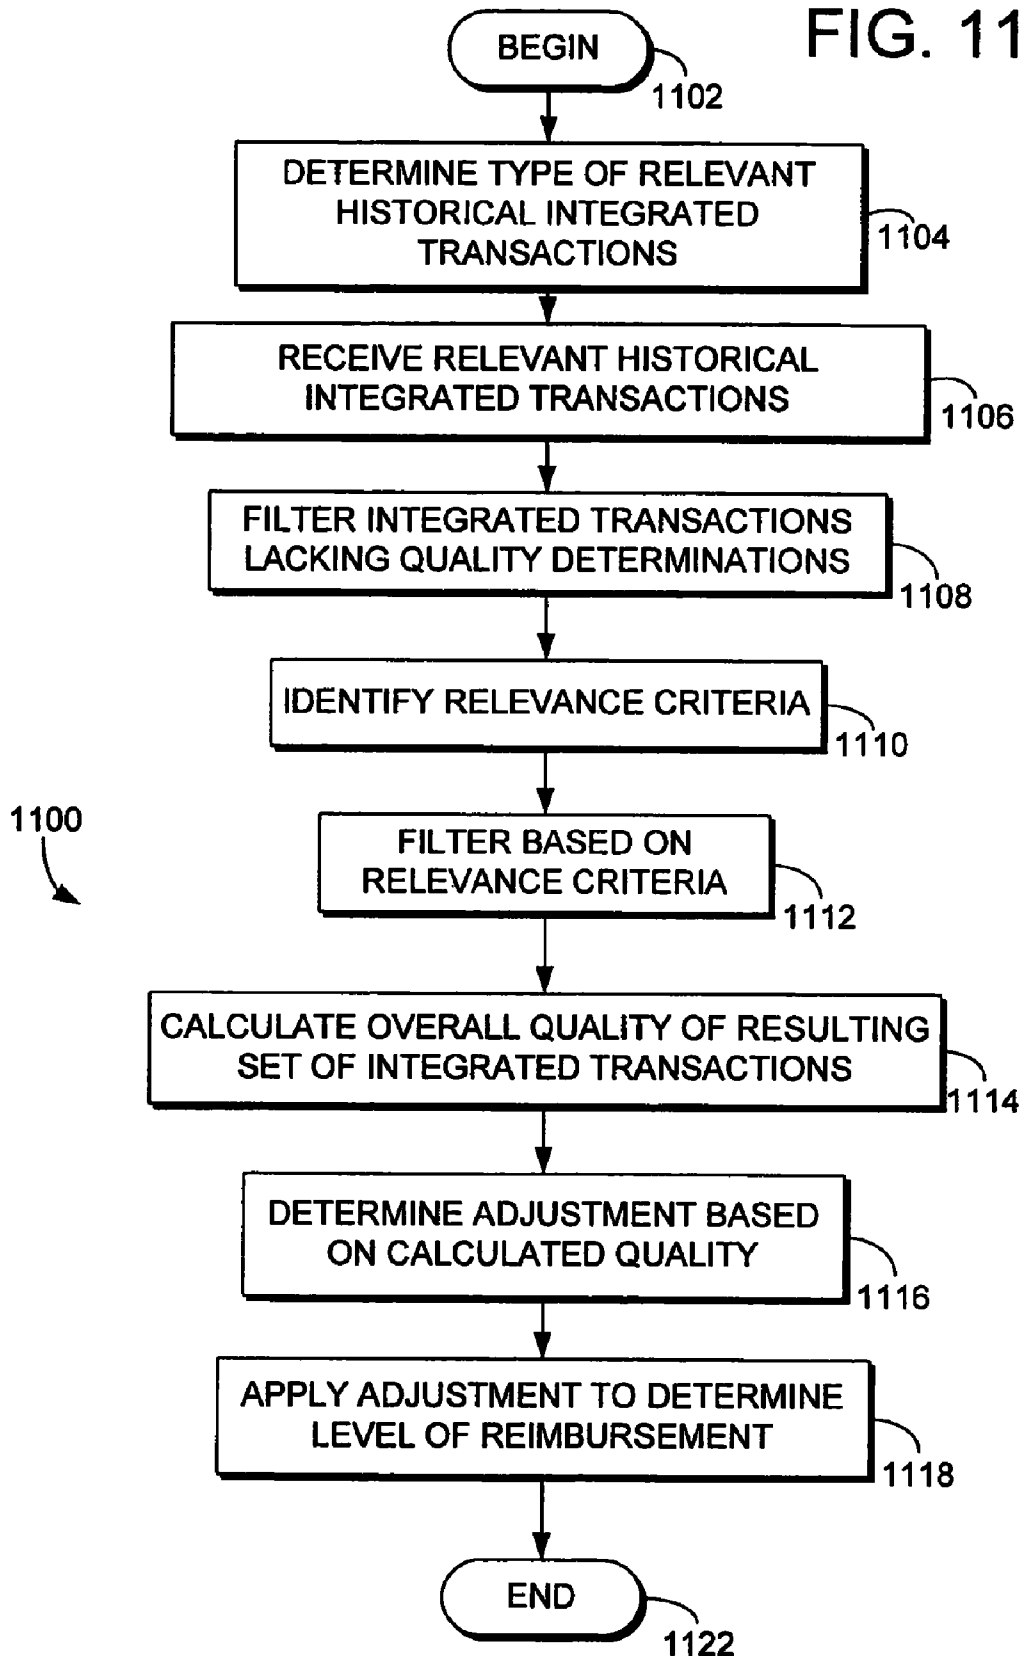 FIG. 11
BEGIN
1102
DETERMINE TYPE OF RELEVANT
HISTORICAL INTEGRATED
TRANSACTIONS
1104
RECEIVE RELEVANT HISTORICAL
INTEGRATED TRANSACTIONS
1106
FILTER INTEGRATED TRANSACTIONS
LACKING QUALITY DETERMINATIONS
1108
IDENTIFY RELEVANCE CRITERIA
1110
1100
FILTER BASED ON
RELEVANCE CRITERIA
1112
CALCULATE OVERALL QUALITY OF RESULTING
SET OF INTEGRATED TRANSACTIONS
1114
DETERMINE ADJUSTMENT BASED
ON CALCULATED QUALITY
1116
APPLY ADJUSTMENT TO DETERMINE
LEVEL OF REIMBURSEMENT
1118
END
1122